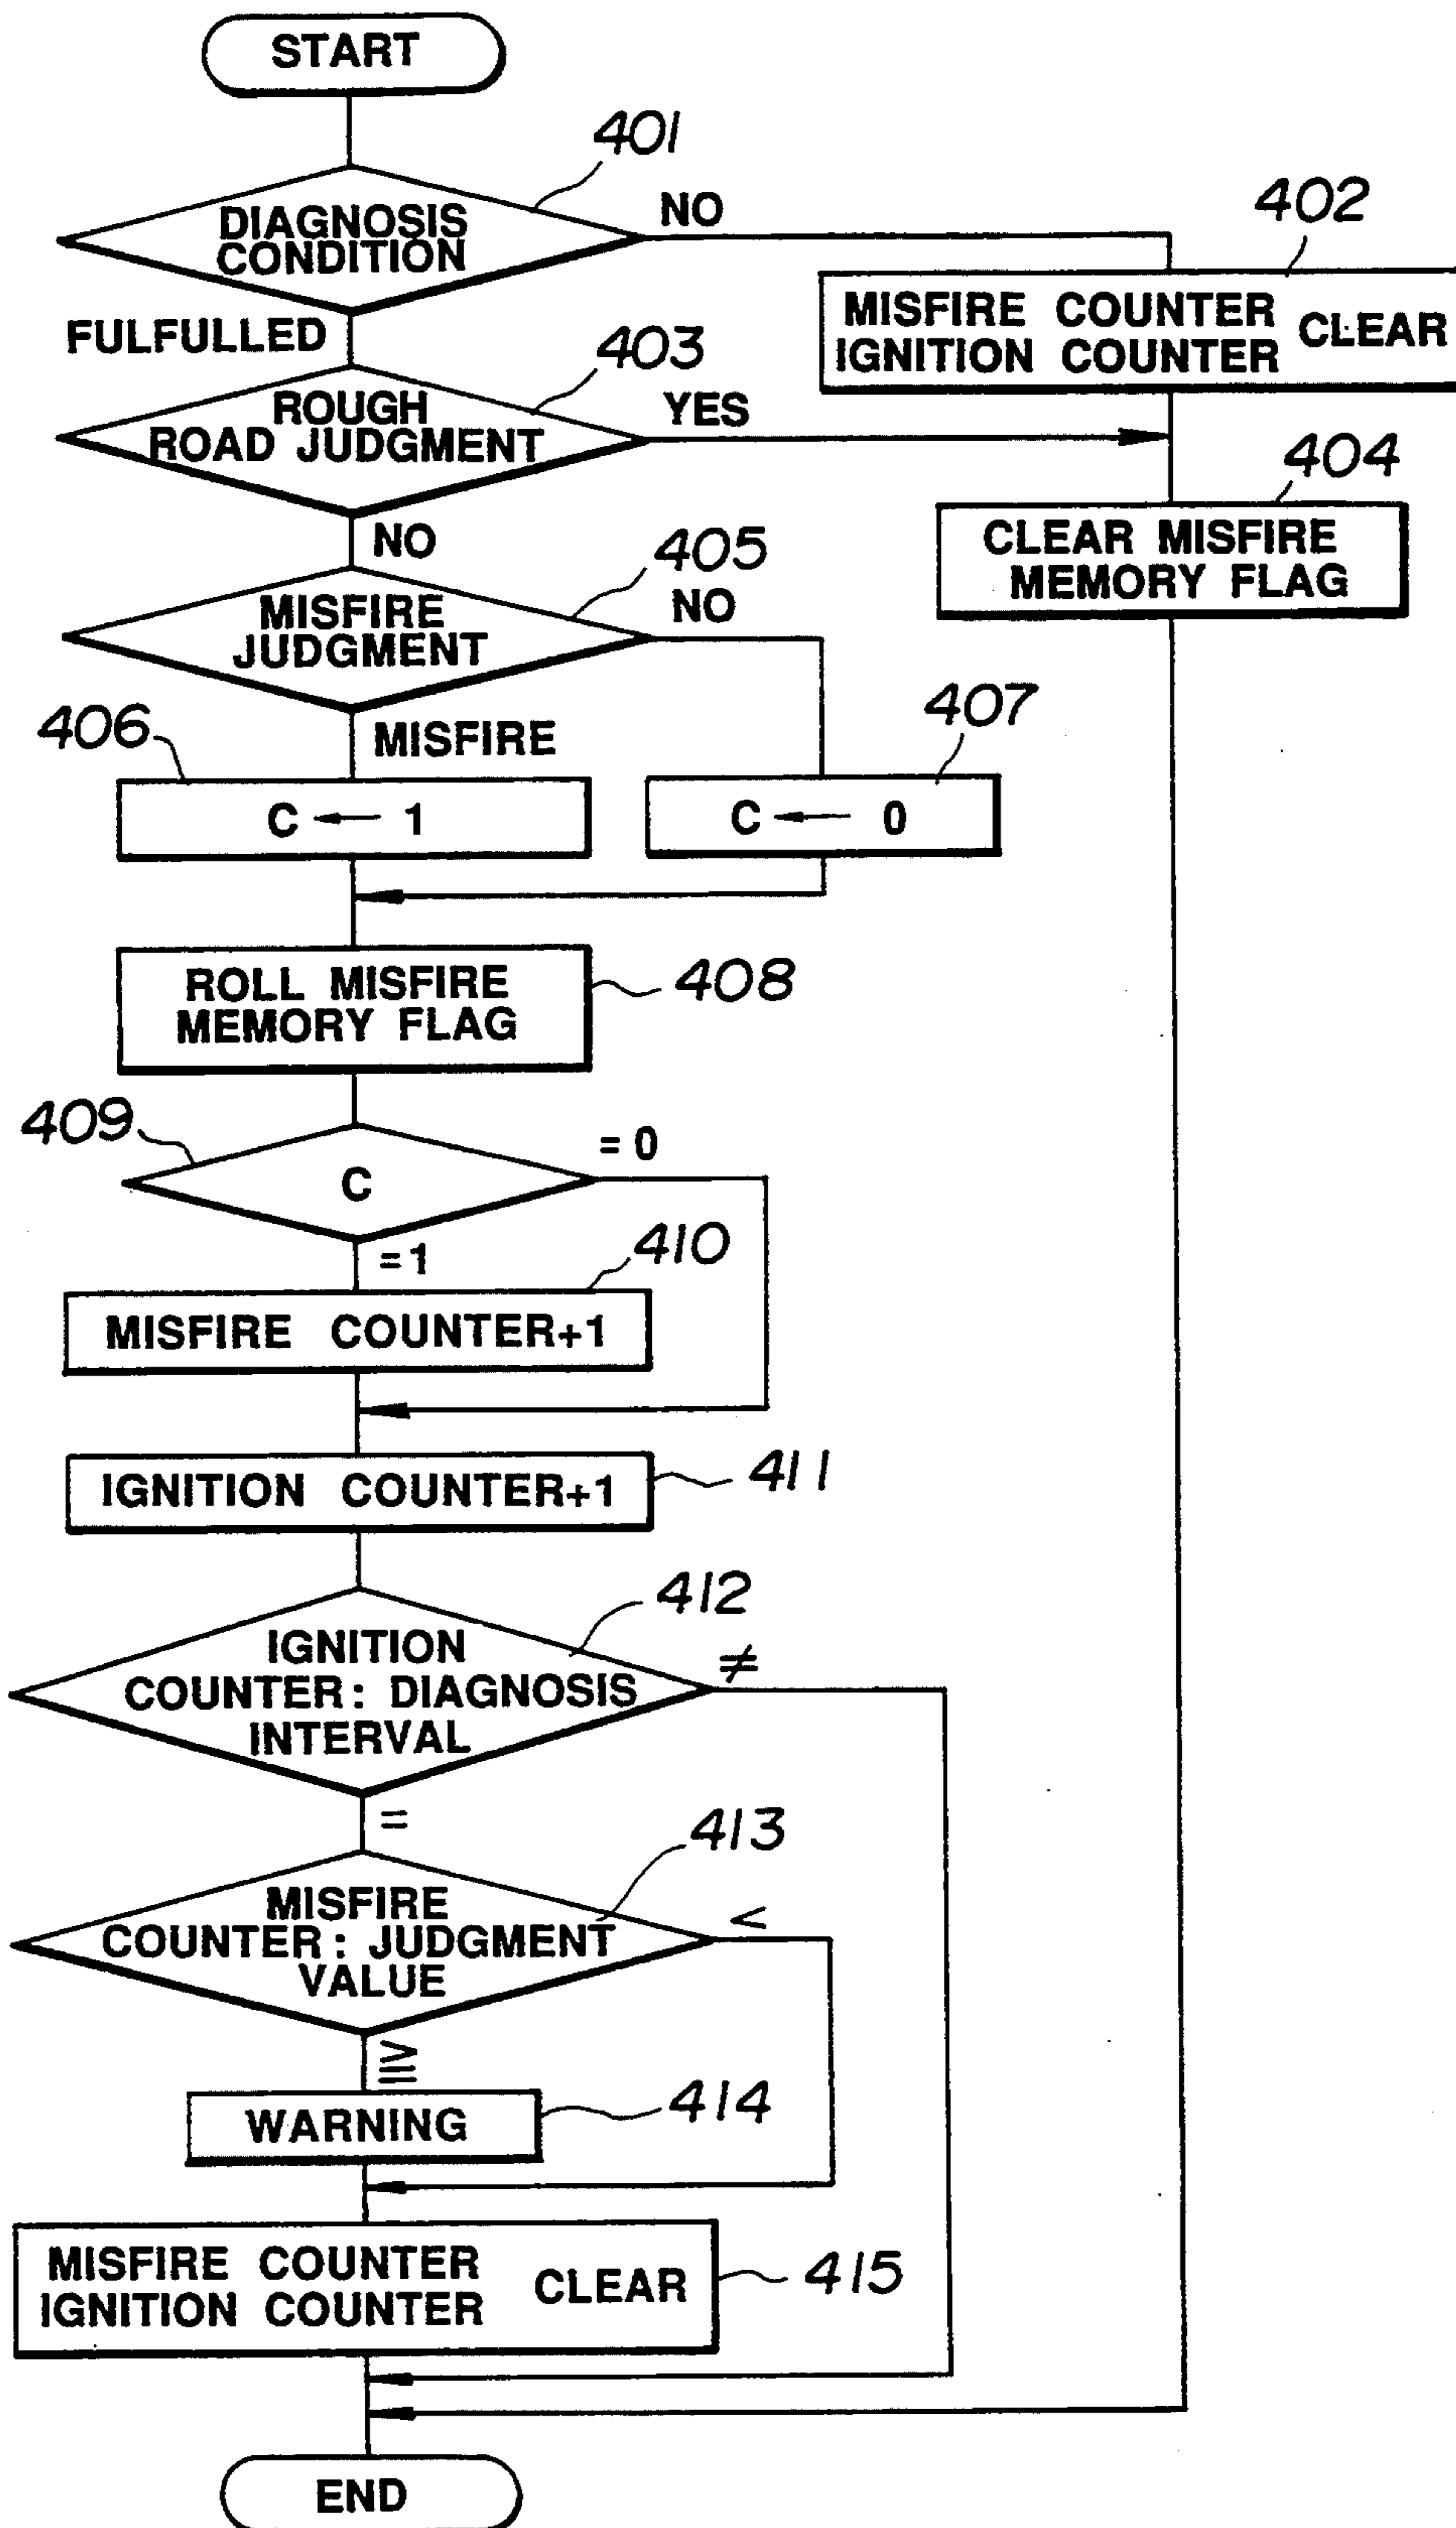 START
401
DIAGNOSIS
CONDITION
NO
402
MISFIRE COUNTER
IGNITION COUNTER
CLEAR
FULFULLED
403
ROUGH
ROAD JUDGMENT
YES
404
CLEAR MISFIRE
MEMORY FLAG
NO
405
MISFIRE
JUDGMENT
NO
406
MISFIRE
407
C ← 1
C ← 0
ROLL MISFIRE
MEMORY FLAG
408
409
C
= 0
= 1
410
MISFIRE COUNTER+1
IGNITION COUNTER+1
411
412
IGNITION
COUNTER: DIAGNOSIS
INTERVAL
≠
=
413
MISFIRE
COUNTER: JUDGMENT
VALUE
<
≧
WARNING
414
MISFIRE COUNTER
IGNITION COUNTER
CLEAR
415
END